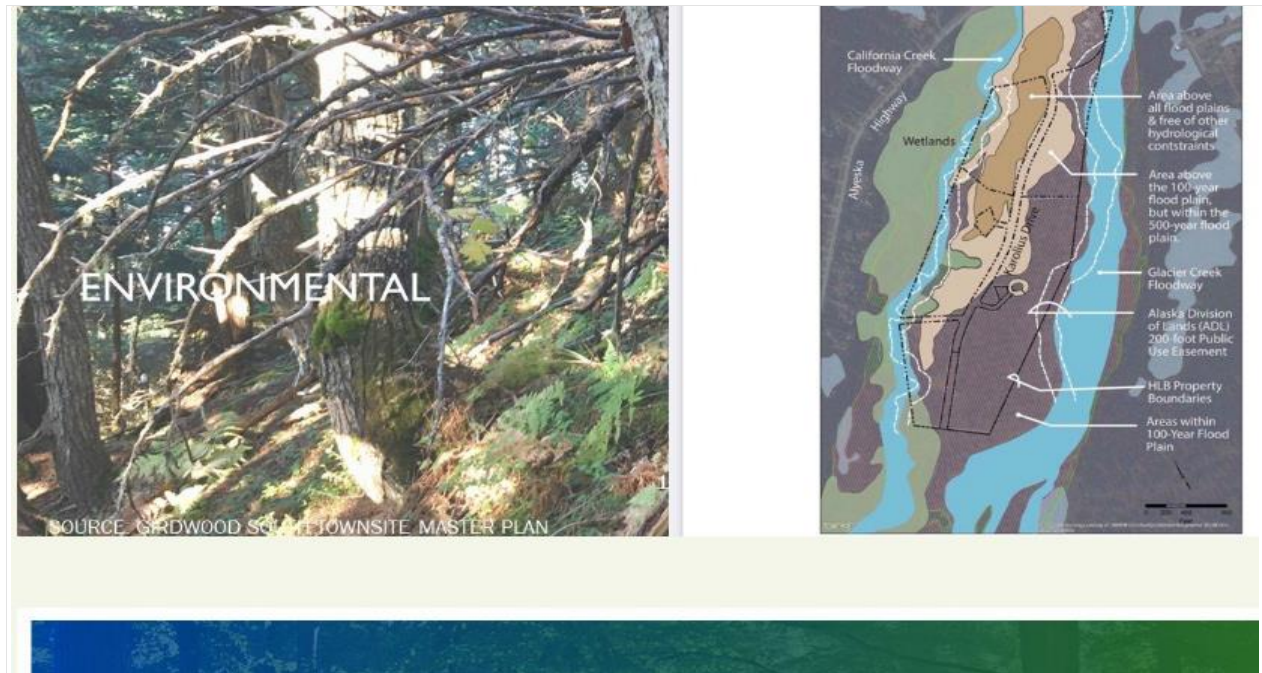 ENVIRONMENTAL
1
SOURCE GIRDWOOD SOUTH TOWNSITE MASTER PLAN
California Creek
Floodway
Highway
Alyeska
Wetlands
Karolius Drive
Area above
all flood plains
& free of other
hydrological
contstraints
Area above
the 100-year
flood plain,
but within the
500-year flood
plain.
Glacier Creek
Floodway
Alaska Division
of Lands (ADL)
200-foot Public
Use Easement
HLB Property
Boundaries
Areas within
100-Year Flood
Plain